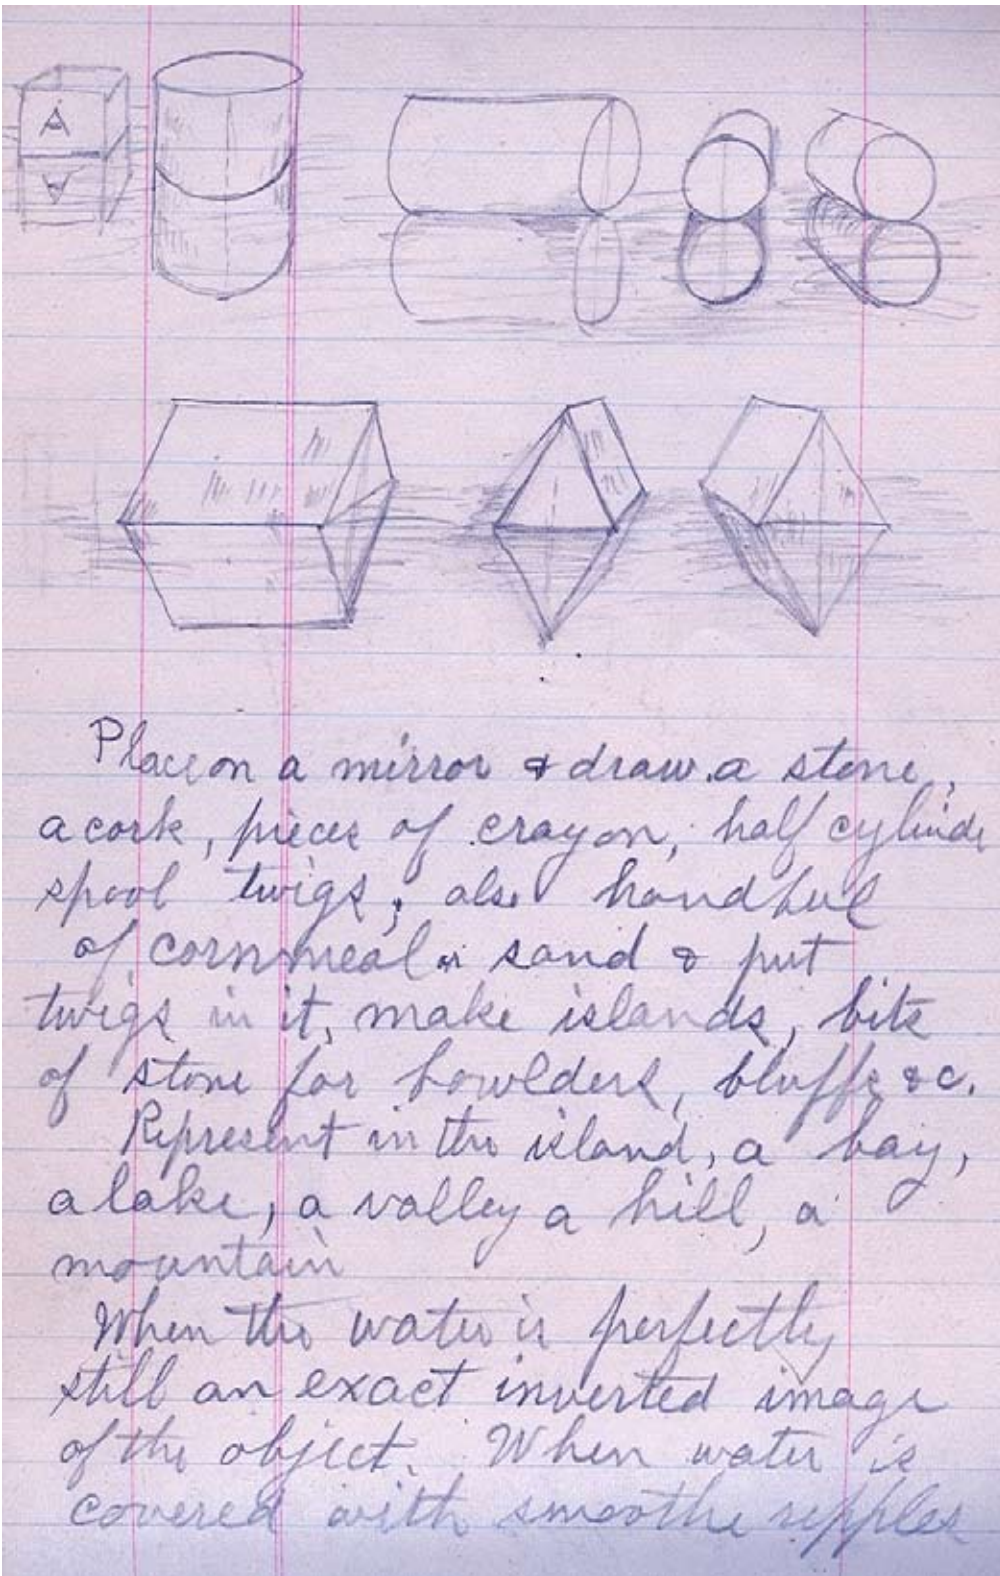 A
A
Place on a mirror & draw a stone,
a cork, pieces of crayon, half cylinde
spool twigs; also handful
of cornmeal or sand & put
twigs in it, make islands, bits
of stone for bowlders, bluffs &c.
Represent in the island, a bay,
a lake, a valley a hill, a
mountain
When the water is perfectly
still an exact inverted image
of the object. When water is
covered with smoothe ripples